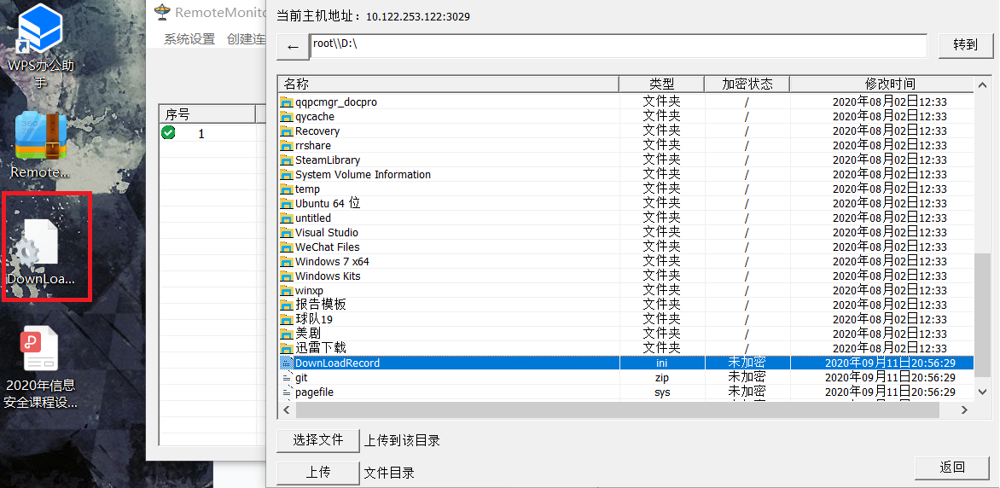 WPS办公助
手
Remote...
DownLoa...
2020年信息
安全课程设...
RemoteMonito
系统设置 创建连
序号
1
当前主机地址：10.122.253.122:3029
← root\\D:\ 转到
名称 类型 加密状态 修改时间
qqpcmgr_docpro 文件夹 / 2020年08月02日12:33
qycache 文件夹 / 2020年08月02日12:33
Recovery 文件夹 / 2020年08月02日12:33
rrshare 文件夹 / 2020年08月02日12:33
SteamLibrary 文件夹 / 2020年08月02日12:33
System Volume Information 文件夹 / 2020年08月02日12:33
temp 文件夹 / 2020年08月02日12:33
Ubuntu 64 位 文件夹 / 2020年08月02日12:33
untitled 文件夹 / 2020年08月02日12:33
Visual Studio 文件夹 / 2020年08月02日12:33
WeChat Files 文件夹 / 2020年08月02日12:33
Windows 7 x64 文件夹 / 2020年08月02日12:33
Windows Kits 文件夹 / 2020年08月02日12:33
winxp 文件夹 / 2020年08月02日12:33
报告模板 文件夹 / 2020年08月02日12:33
球队19 文件夹 / 2020年08月02日12:33
美剧 文件夹 / 2020年08月02日12:33
迅雷下载 文件夹 / 2020年08月02日12:33
DownLoadRecord ini 未加密 2020年09月11日20:56:29
git zip 未加密 2020年09月11日20:56:29
pagefile sys 未加密 2020年09月11日20:56:29
选择文件 上传到该目录
上传 文件目录
返回